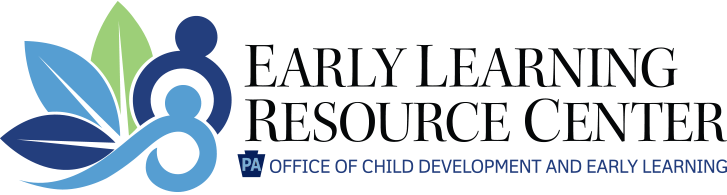 EARLY LEARNING
RESOURCE CENTER
PA OFFICE OF CHILD DEVELOPMENT AND EARLY LEARNING